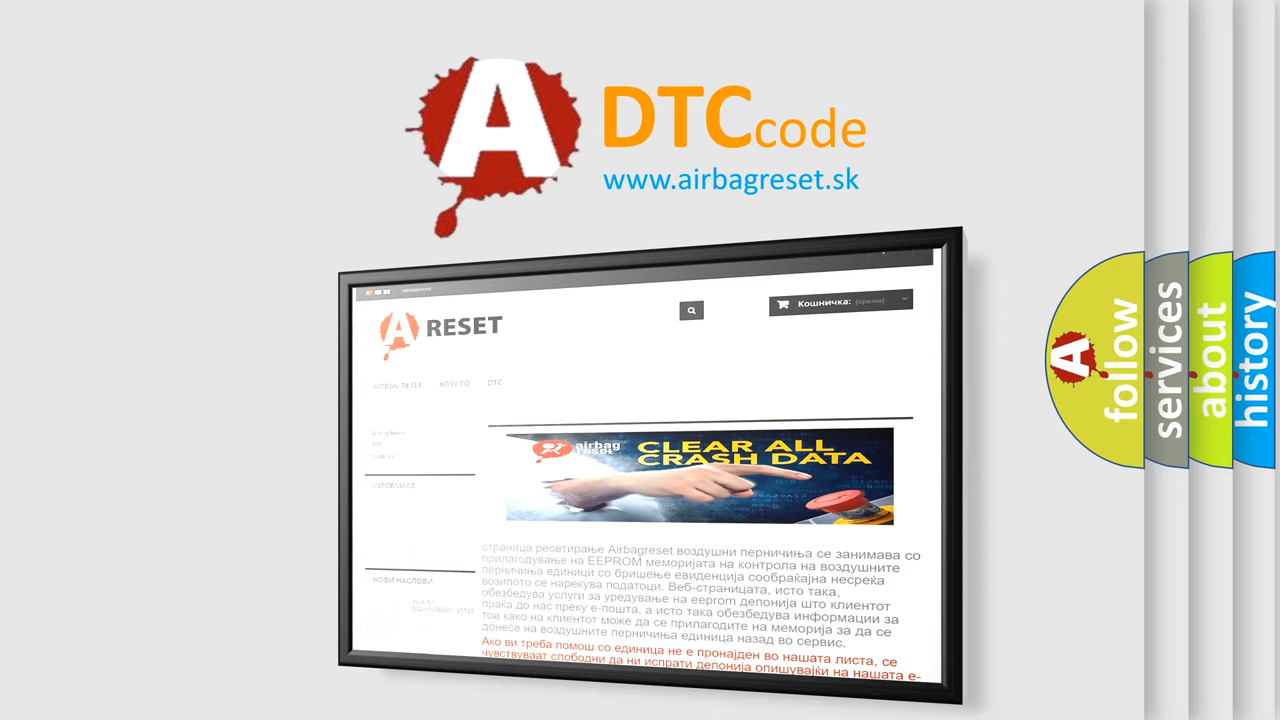 A
DTCcode
www.airbagreset.sk
A RESET
Кошничка: (празни)
AIRBAG RESET HOW TO DTC
INFORMACE
airbag reset
CLEAR ALL
CRASH DATA
страница ресетирање Airbagreset воздушни перничиња се занимава со
прилагодување на EEPROM меморијата на контрола на воздушните
перничиња единици со бришење евиденција сообраќајна несреќа
возилото се нарекува податоци. Веб-страницата, исто така,
обезбедува услуги за уредување на eeprom депонија што клиентот
праќа до нас преку е-пошта, а исто така обезбедува информации за
тоа како на клиентот може да се прилагодите на меморија за да се
донесе на воздушните перничиња единица назад во сервис.
Ако ви треба помош со единица не е пронајден во нашата листа, се
чувствуваат слободни да ни испрати депонија опишувајќи на нашата е-
НОВИ НАСЛОВИ
A
follow
services
about
history